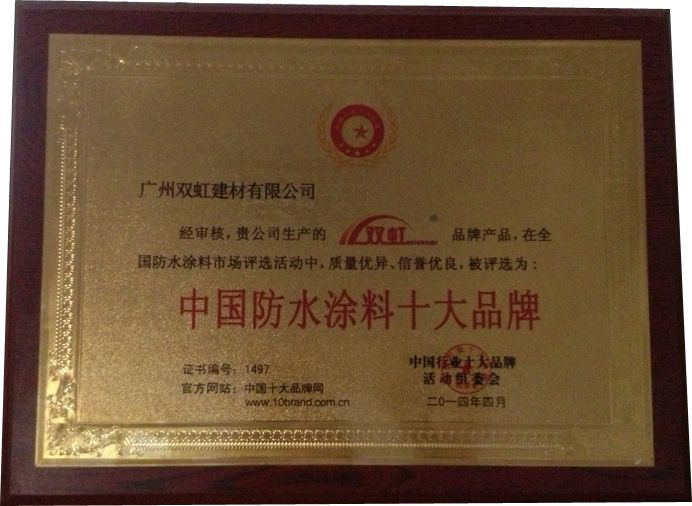 广州双虹建材有限公司
经审核，贵公司生产的 双虹 ® 品牌产品，在全
国防水涂料市场评选活动中，质量优异、信誉优良，被评选为：
中国防水涂料十大品牌
证书编号：1497
官方网站：中国十大品牌网
www.10brand.com.cn
中国行业十大品牌
活动组委会
二○一四年四月